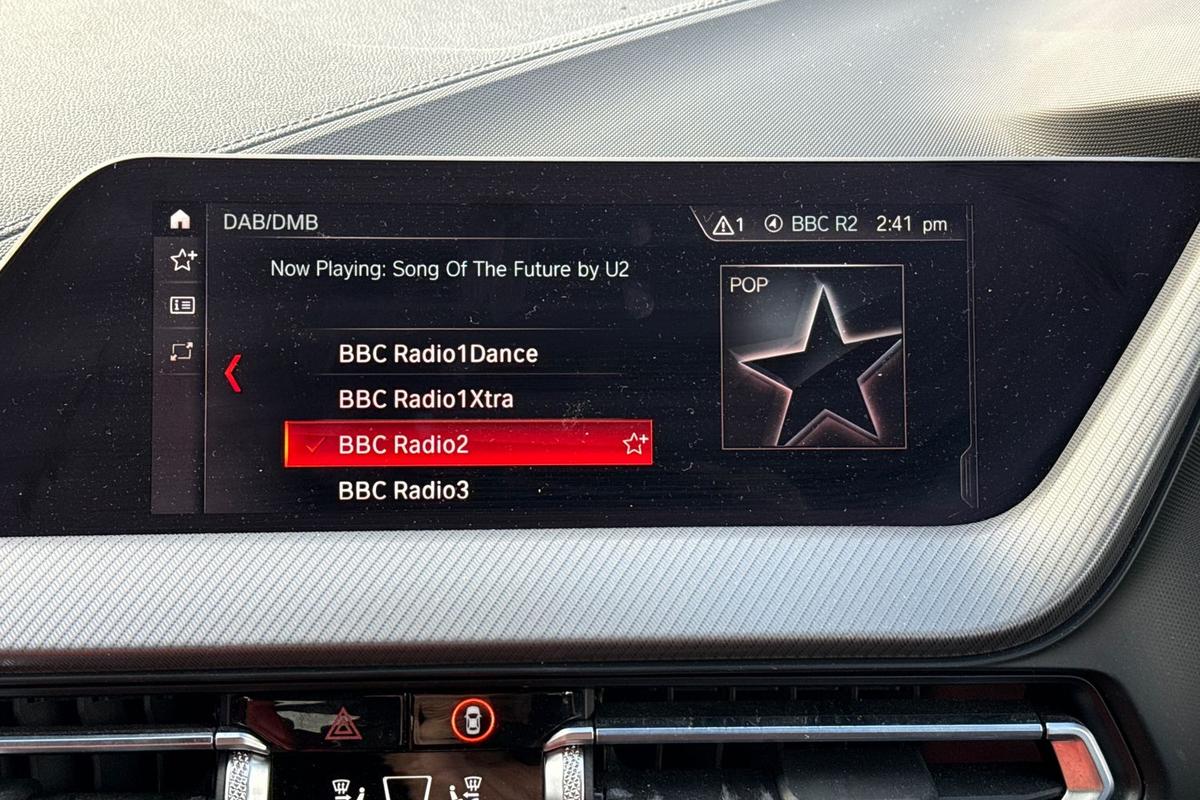 DAB/DMB
1 BBC R2 2:41 pm
Now Playing: Song Of The Future by U2
POP
BBC Radio1Dance
BBC Radio1Xtra
BBC Radio2
BBC Radio3